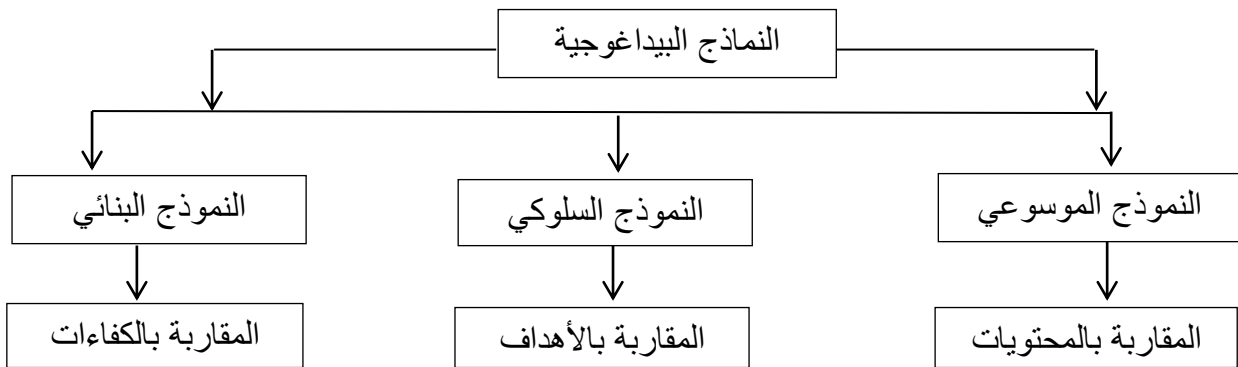 النماذج البيداغوجية
النموذج الموسوعي
النموذج السلوكي
النموذج البنائي
المقاربة بالمحتويات
المقاربة بالأهداف
المقاربة بالكفاءات